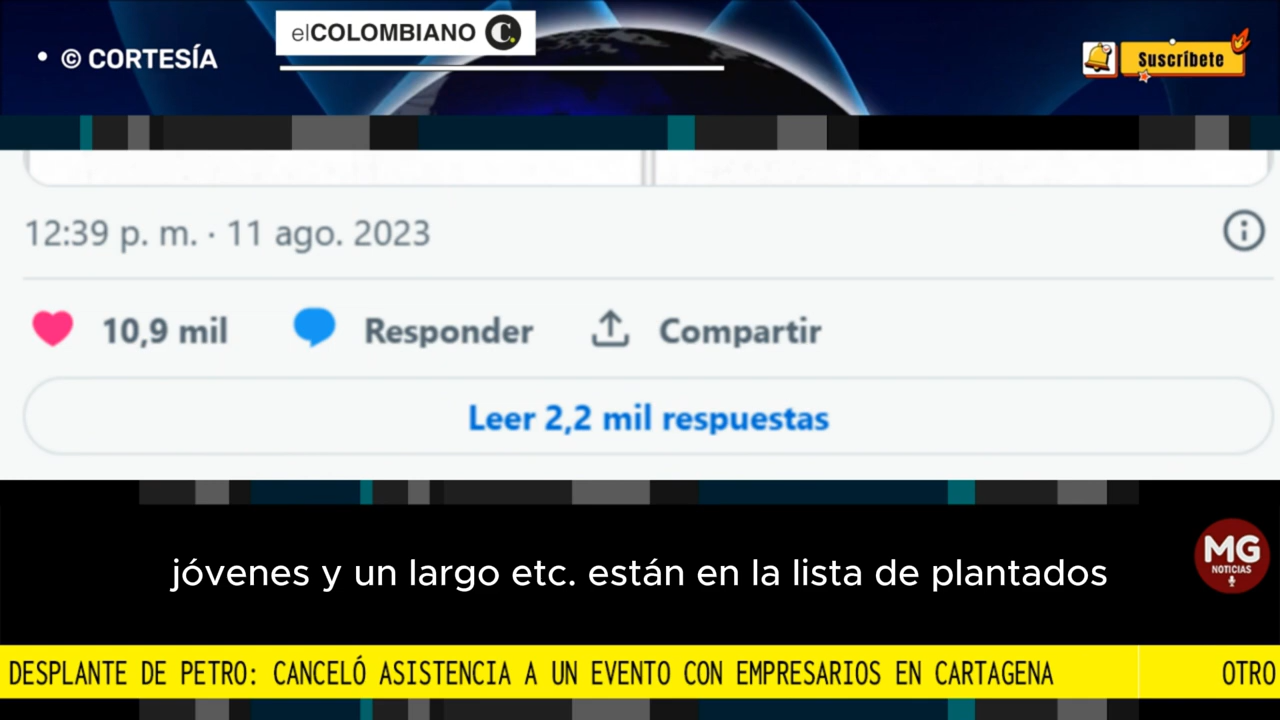 • © CORTESÍA
elCOLOMBIANO C.
Suscríbete
12:39 p. m. · 11 ago. 2023
10,9 mil
Responder
Compartir
Leer 2,2 mil respuestas
jóvenes y un largo etc. están en la lista de plantados
MG
NOTICIAS
DESPLANTE DE PETRO: CANCELÓ ASISTENCIA A UN EVENTO CON EMPRESARIOS EN CARTAGENA
OTRO